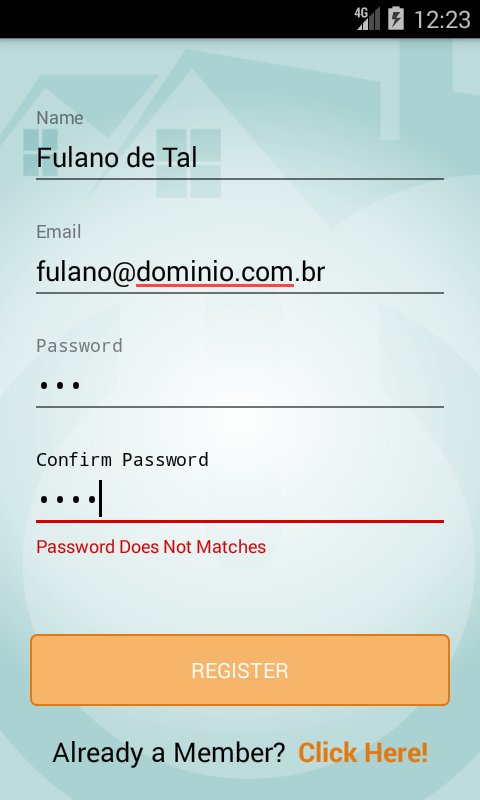 4G 12:23
Name
Fulano de Tal
Email
fulano@dominio.com.br
Password
•••
Confirm Password
••••
Password Does Not Matches
REGISTER
Already a Member? Click Here!